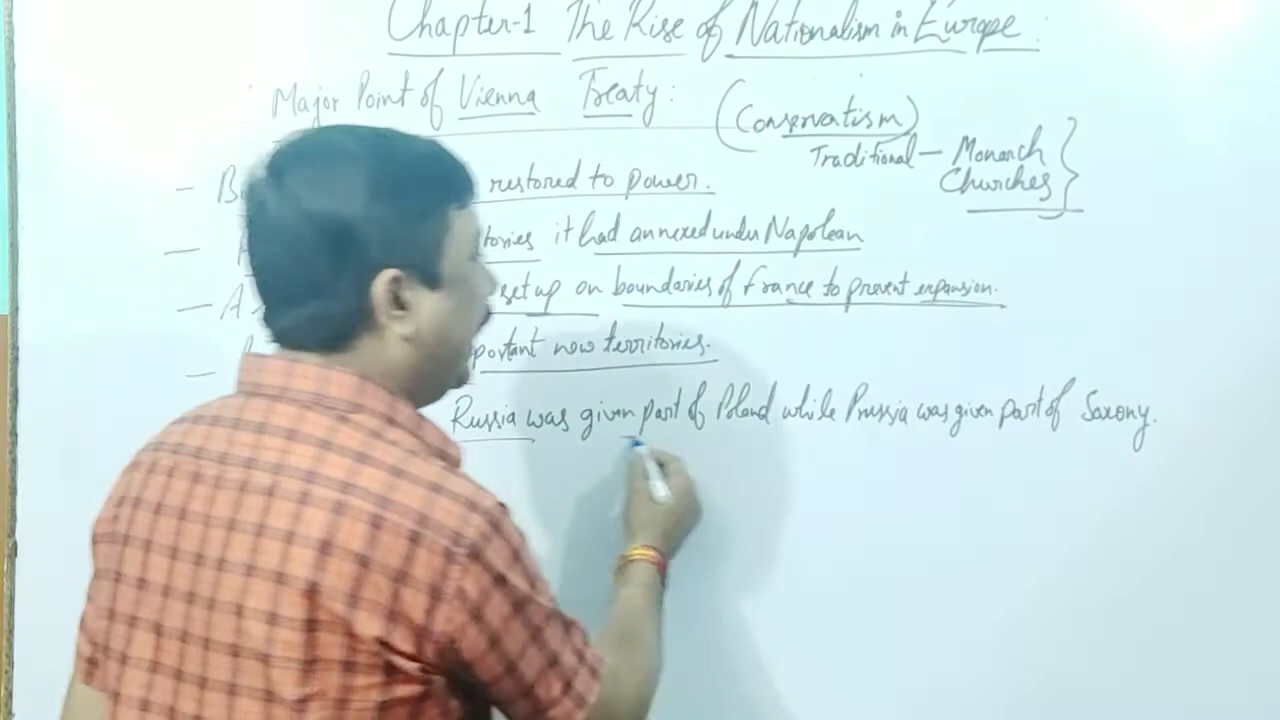 Chapter-1 The Rise of Nationalism in Europe:
Major Point of Vienna Treaty: (Conservatism)
Traditional — Monarch
Churches }
— B restored to power.
— tories it had annexed under Napolean
— A set up on boundaries of france to prevent expansion.
— portant new territories.
Russia was given part of Poland while Prussia was given part of Saxony.